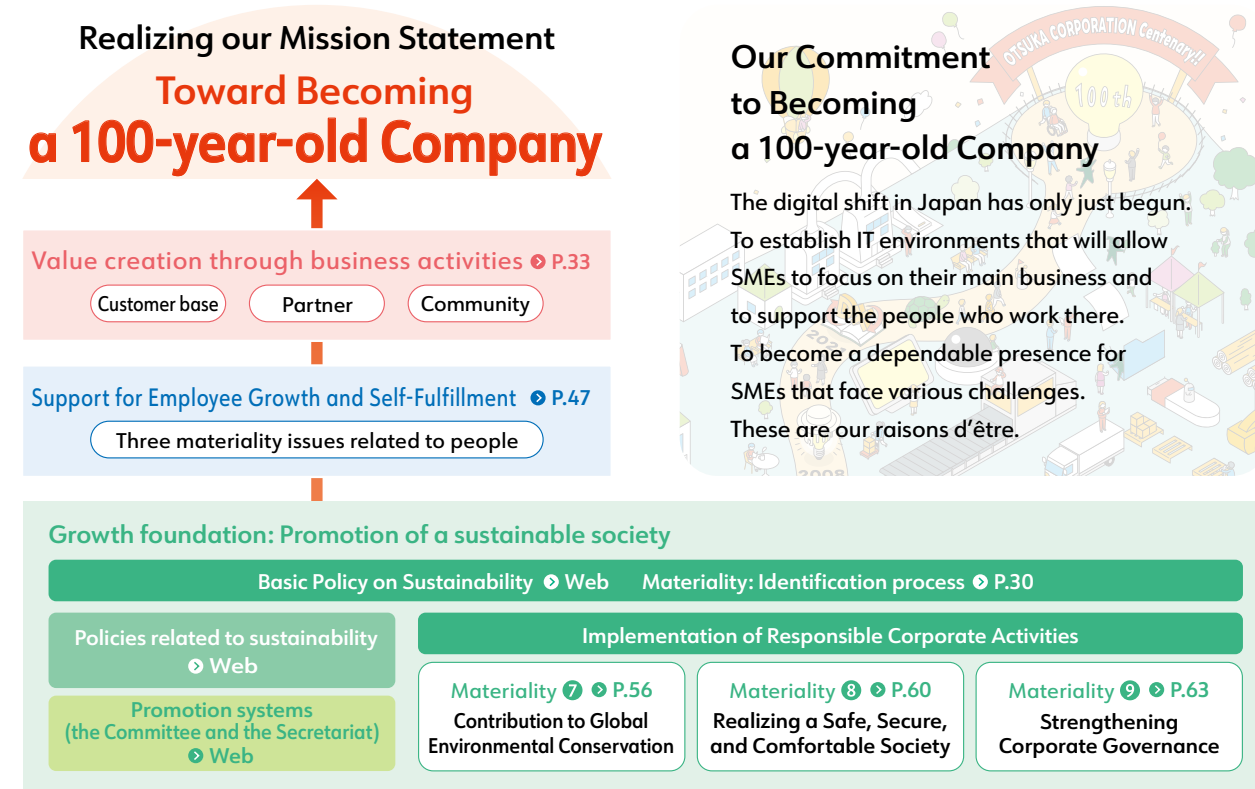 Realizing our Mission Statement
Toward Becoming
a 100-year-old Company
Value creation through business activities P.33
Customer base
Partner
Community
Support for Employee Growth and Self-Fulfillment P.47
Three materiality issues related to people
OTSUKA CORPORATION Centenary!!
100th
Our Commitment
to Becoming
a 100-year-old Company
The digital shift in Japan has only just begun.
To establish IT environments that will allow
SMEs to focus on their main business and
to support the people who work there.
To become a dependable presence for
SMEs that face various challenges.
These are our raisons d’être.
2008
Growth foundation: Promotion of a sustainable society
Basic Policy on Sustainability Web Materiality: Identification process P.30
Policies related to sustainability
Web
Promotion systems
(the Committee and the Secretariat)
Web
Implementation of Responsible Corporate Activities
Materiality 7 P.56
Contribution to Global
Environmental Conservation
Materiality 8 P.60
Realizing a Safe, Secure,
and Comfortable Society
Materiality 9 P.63
Strengthening
Corporate Governance